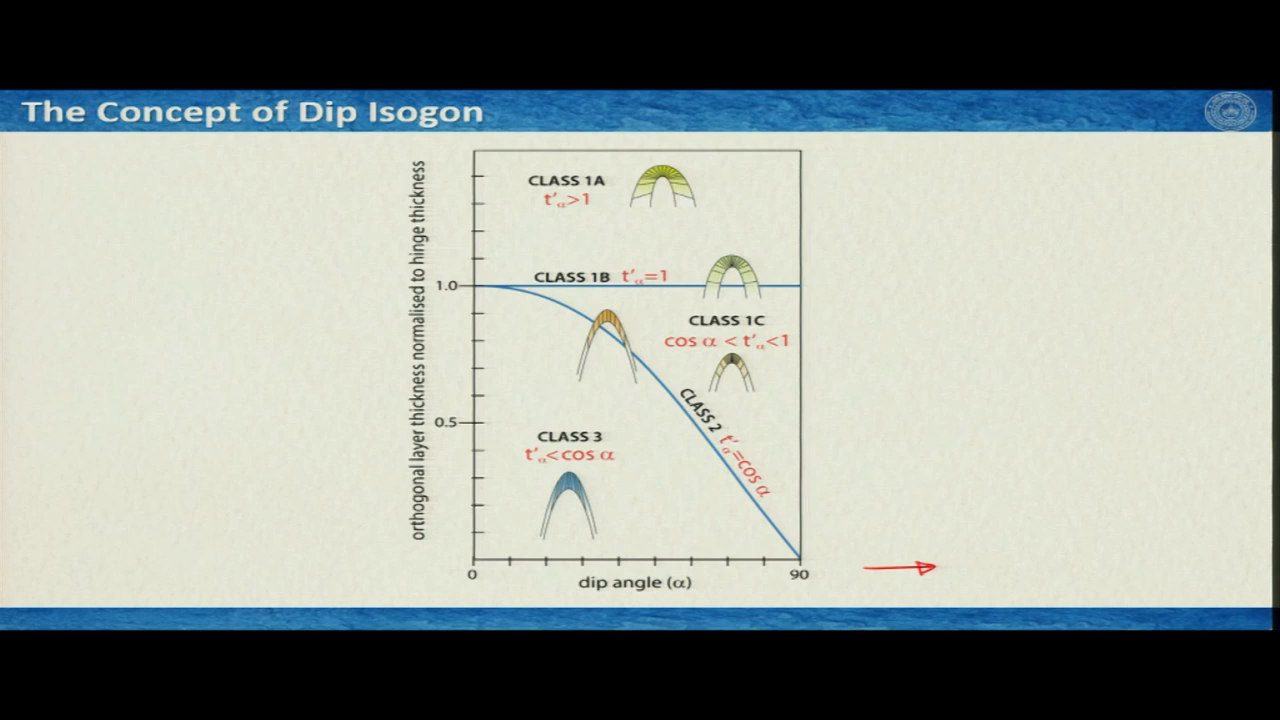 The Concept of Dip Isogon
orthogonal layer thickness normalised to hinge thickness
CLASS 1A
t'α>1
CLASS 1B t'α=1
1.0
CLASS 1C
cos α < t'α<1
CLASS 2 t'α=cos α
0.5
CLASS 3
t'α<cos α
0
90
dip angle (α)